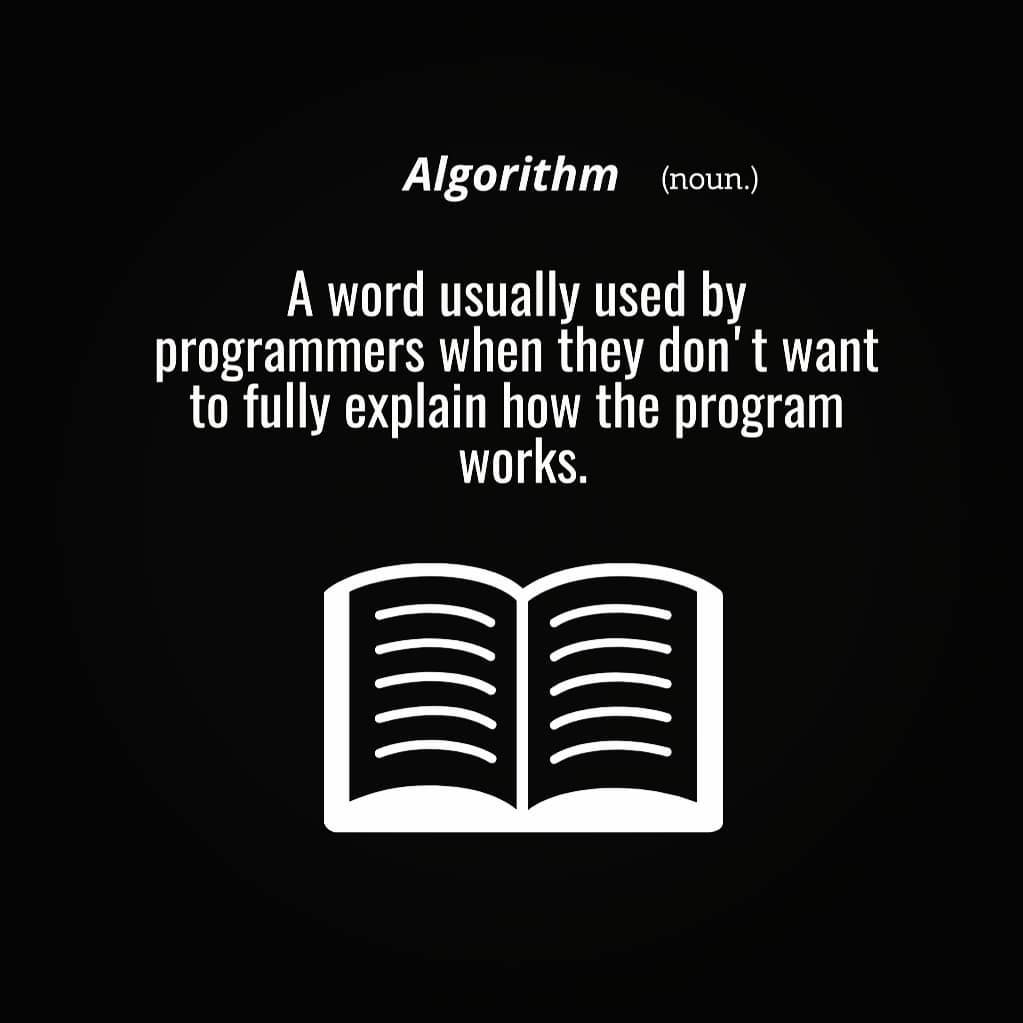 Algorithm (noun.)
A word usually used by
programmers when they don't want
to fully explain how the program
works.